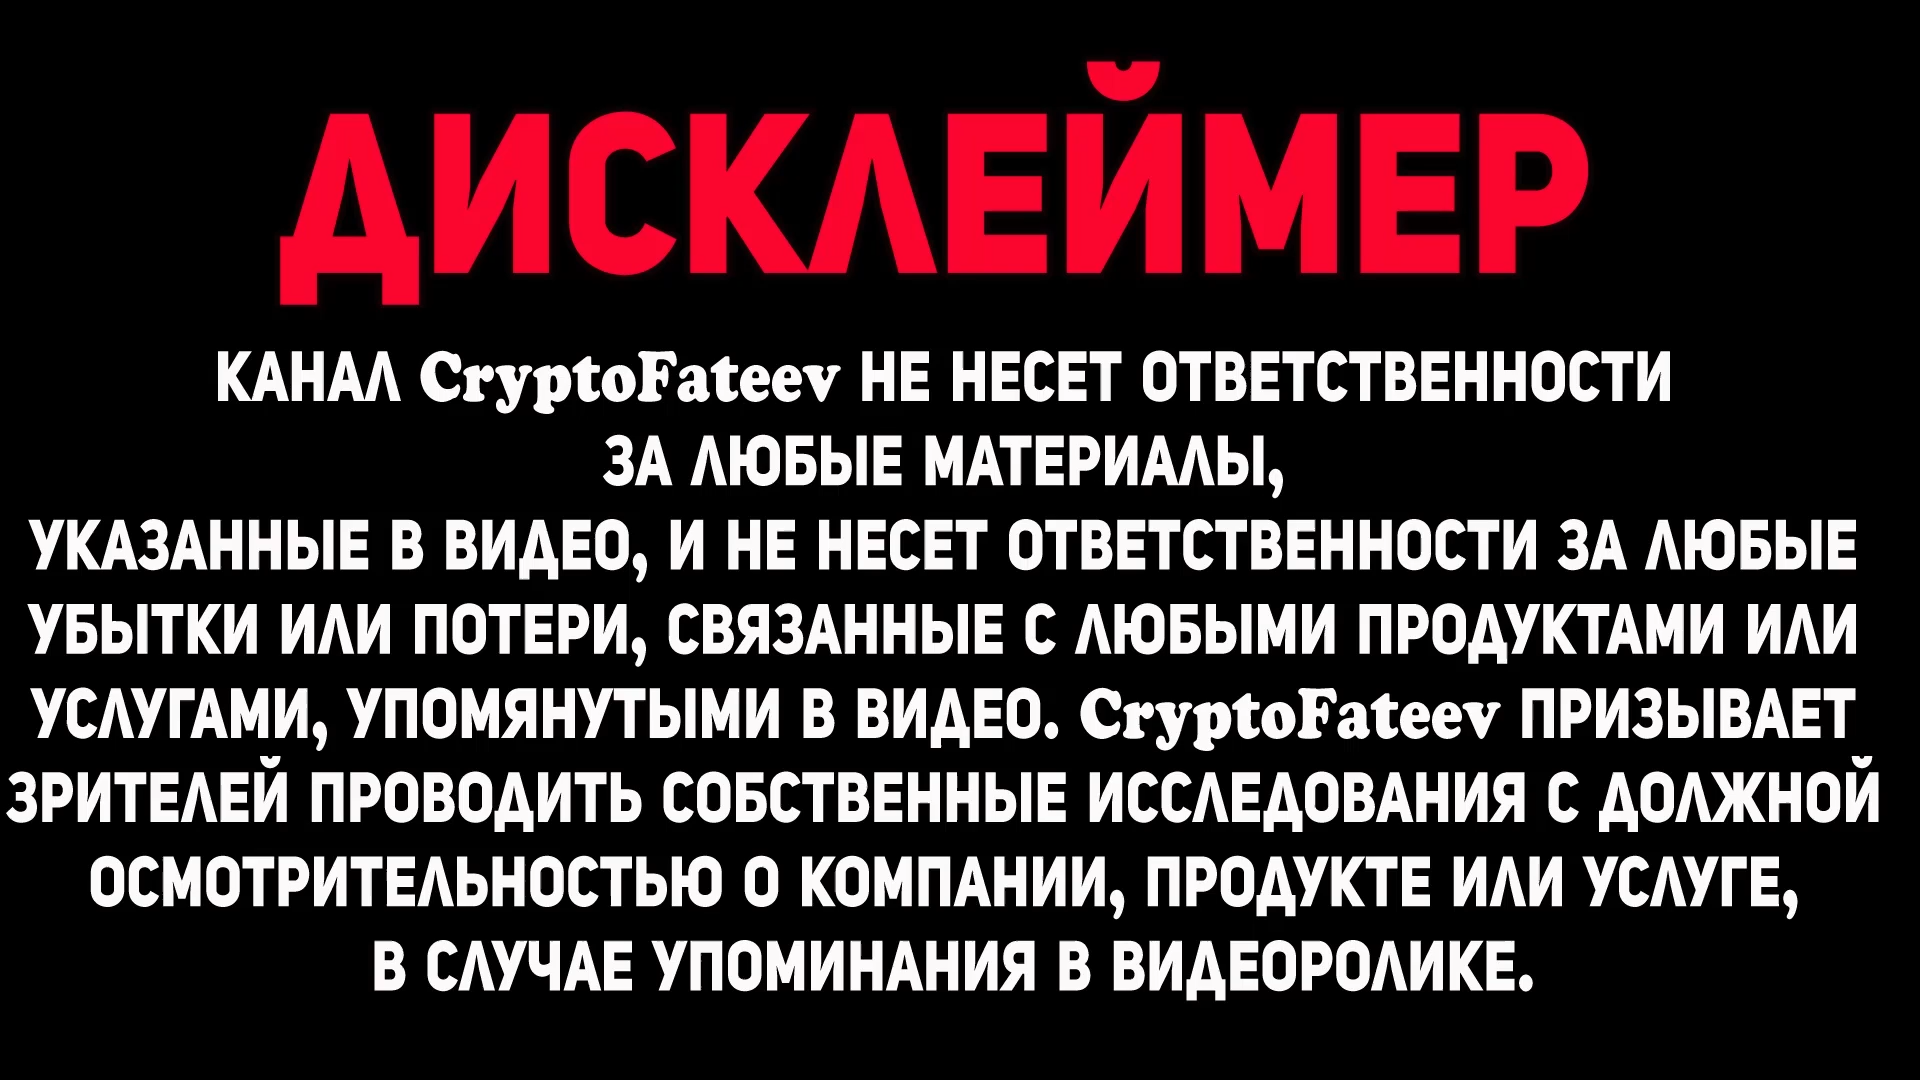 ДИСКЛЕЙМЕР
КАНАЛ CryptoFateev НЕ НЕСЕТ ОТВЕТСТВЕННОСТИ
ЗА ЛЮБЫЕ МАТЕРИАЛЫ,
УКАЗАННЫЕ В ВИДЕО, И НЕ НЕСЕТ ОТВЕТСТВЕННОСТИ ЗА ЛЮБЫЕ
УБЫТКИ ИЛИ ПОТЕРИ, СВЯЗАННЫЕ С ЛЮБЫМИ ПРОДУКТАМИ ИЛИ
УСЛУГАМИ, УПОМЯНУТЫМИ В ВИДЕО. CryptoFateev ПРИЗЫВАЕТ
ЗРИТЕЛЕЙ ПРОВОДИТЬ СОБСТВЕННЫЕ ИССЛЕДОВАНИЯ С ДОЛЖНОЙ
ОСМОТРИТЕЛЬНОСТЬЮ О КОМПАНИИ, ПРОДУКТЕ ИЛИ УСЛУГЕ,
В СЛУЧАЕ УПОМИНАНИЯ В ВИДЕОРОЛИКЕ.